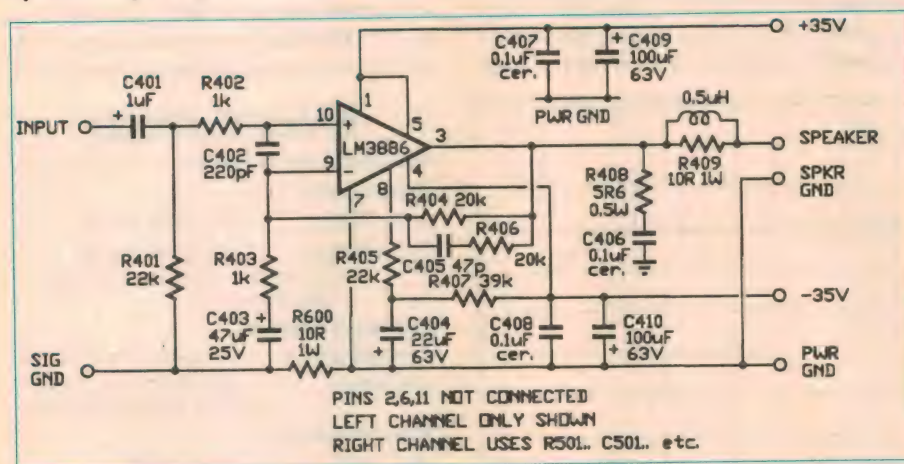 C407
0.1uF
cer.
+ C409
100uF
63V
+35V
PWR GND
C401
1uF
+
R402
1k
INPUT
10
+
1
5
3
LM3886
9
-
4
7
8
C402
220pF
0.5uH
SPEAKER
R409
10R 1W
SPKR
GND
R408
5R6
0.5W
C406
0.1uF
cer.
R404 20k
R406
20k
C405 47p
R401
22k
R403
1k
R405
22k
R407 39k
-35V
C403 +
47uF
25V
R600
10R
1W
C404
22uF
63V
+
C408
0.1uF
cer.
C410
100uF
+ 63V
SIG
GND
PWR
GND
PINS 2,6,11 NOT CONNECTED
LEFT CHANNEL ONLY SHOWN
RIGHT CHANNEL USES R501.. C501.. etc.